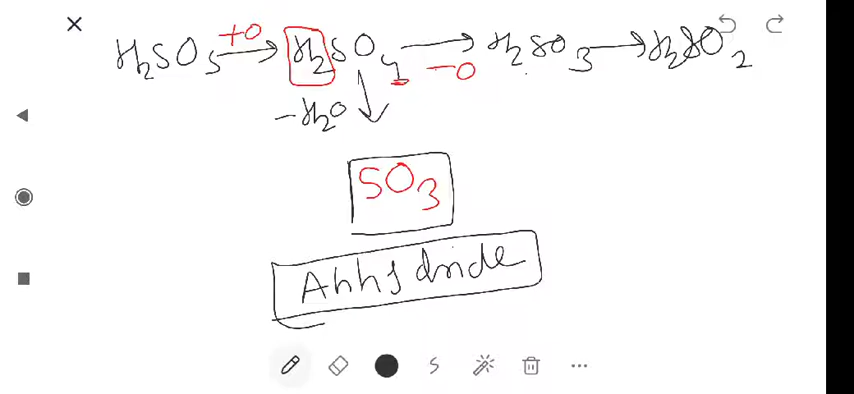 H₂SO₅ +O → H₂SO₄ → −O H₂SO₃ → H₂SO₂
−H₂O ↓
SO₃
Anhydride